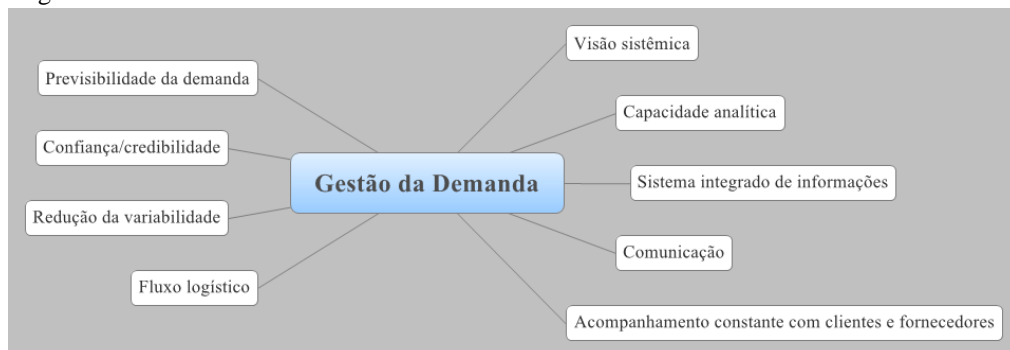 Visão sistêmica
Previsibilidade da demanda
Capacidade analítica
Confiança/credibilidade
Gestão da Demanda
Sistema integrado de informações
Redução da variabilidade
Comunicação
Fluxo logístico
Acompanhamento constante com clientes e fornecedores